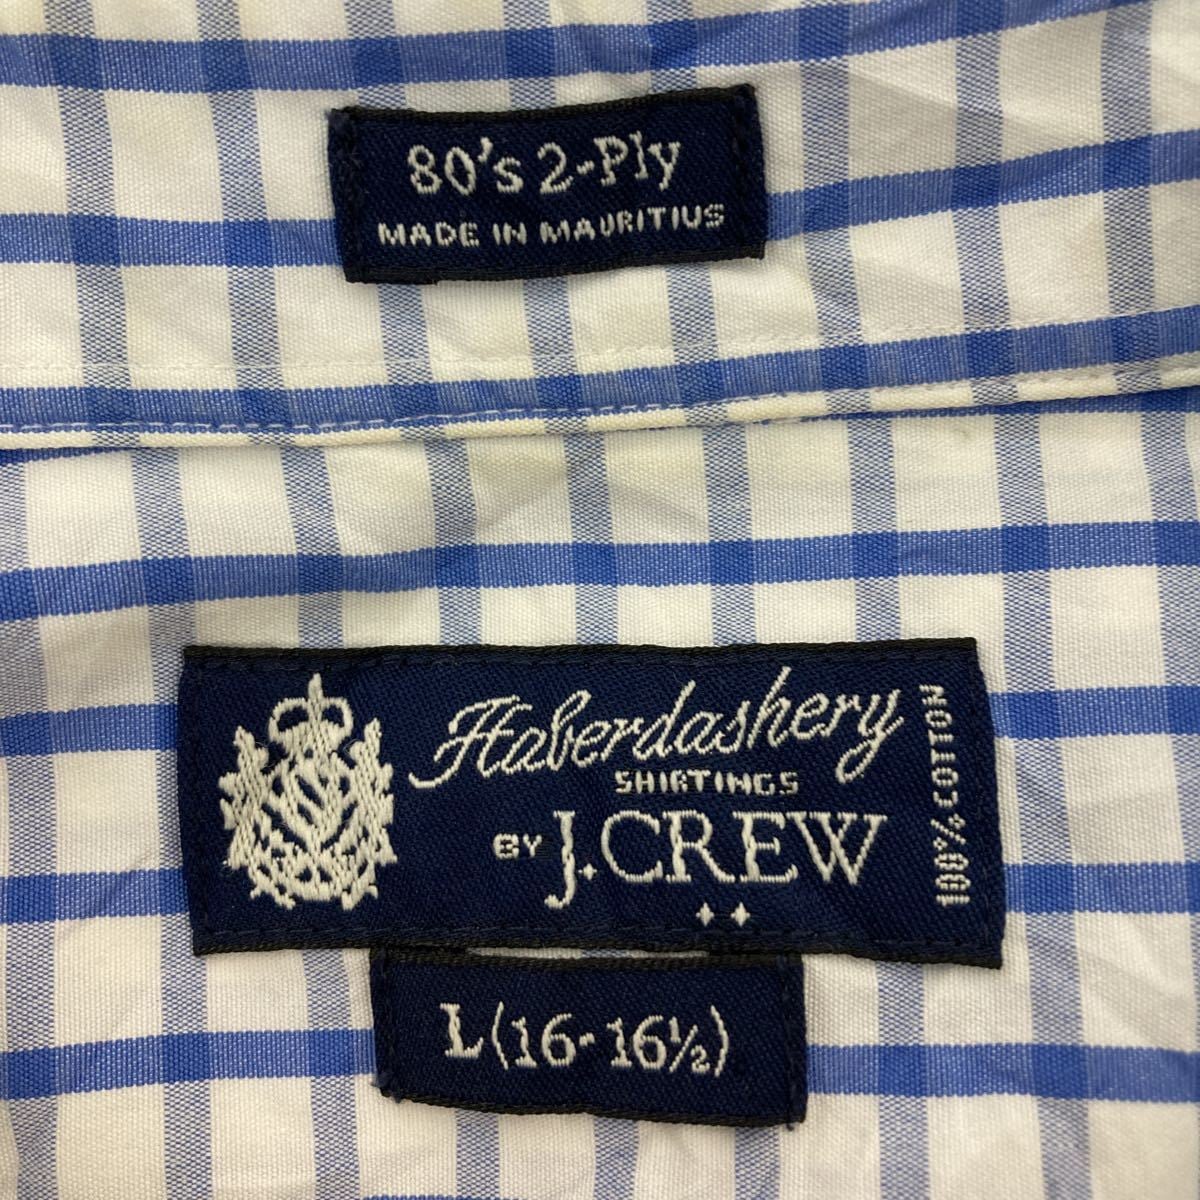 80's 2-Ply
MADE IN MAURITIUS
Haberdashery
SHIRTINGS
BY J.CREW
100% COTTON
L (16-16½)